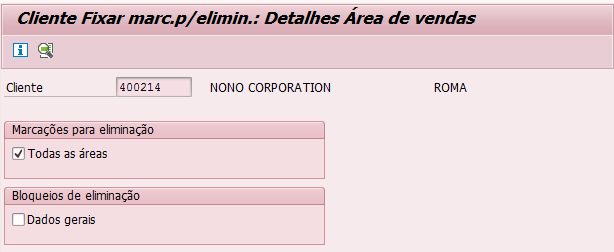 Cliente Fixar marc.p/elimin.: Detalhes Área de vendas
Cliente 400214 NONO CORPORATION ROMA
Marcações para eliminação
Todas as áreas
Bloqueios de eliminação
Dados gerais